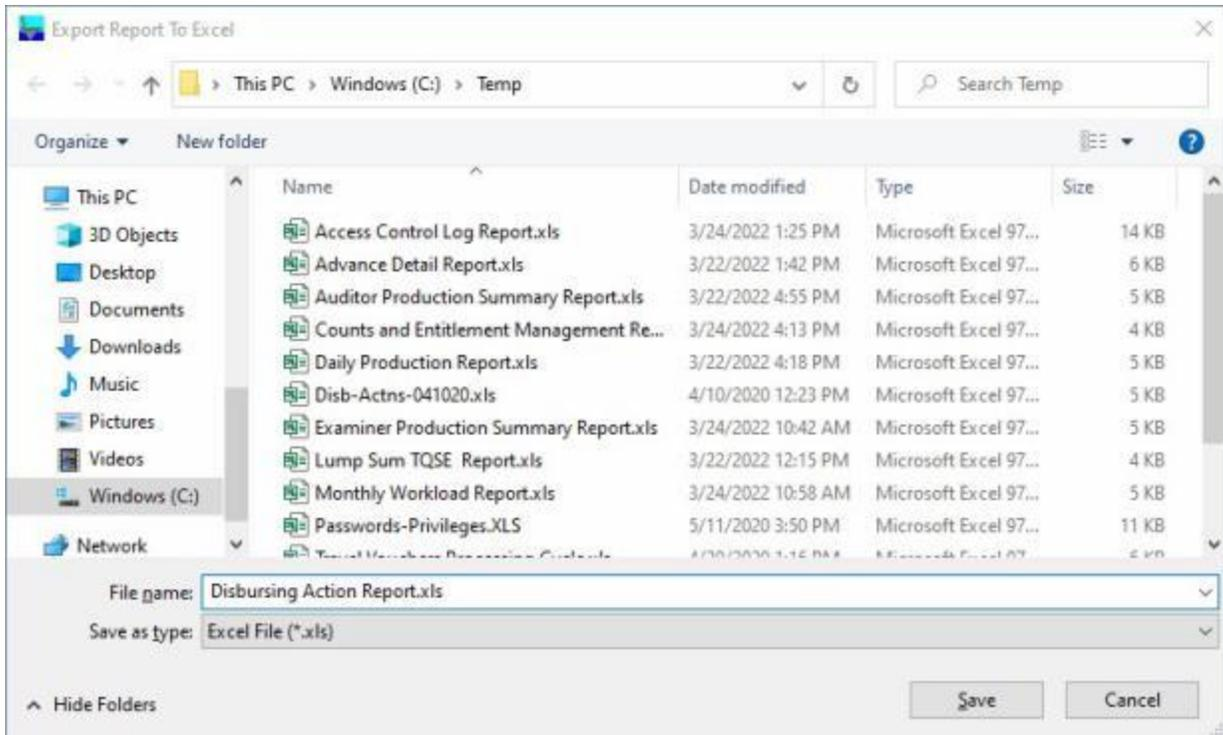 Export Report To Excel
This PC > Windows (C:) > Temp
Search Temp
Organize New folder
Name Date modified Type Size
This PC
3D Objects
Desktop
Documents
Downloads
Music
Pictures
Videos
Windows (C:)
Network
Access Control Log Report.xls 3/24/2022 1:25 PM Microsoft Excel 97... 14 KB
Advance Detail Report.xls 3/22/2022 1:42 PM Microsoft Excel 97... 6 KB
Auditor Production Summary Report.xls 3/22/2022 4:55 PM Microsoft Excel 97... 5 KB
Counts and Entitlement Management Re... 3/24/2022 4:13 PM Microsoft Excel 97... 4 KB
Daily Production Report.xls 3/22/2022 4:18 PM Microsoft Excel 97... 5 KB
Disb-Actns-041020.xls 4/10/2020 12:23 PM Microsoft Excel 97... 5 KB
Examiner Production Summary Report.xls 3/24/2022 10:42 AM Microsoft Excel 97... 5 KB
Lump Sum TQSE  Report.xls 3/22/2022 12:15 PM Microsoft Excel 97... 4 KB
Monthly Workload Report.xls 3/24/2022 10:58 AM Microsoft Excel 97... 5 KB
Passwords-Privileges.XLS 5/11/2020 3:50 PM Microsoft Excel 97... 11 KB
File name: Disbursing Action Report.xls
Save as type: Excel File (*.xls)
Hide Folders
Save Cancel